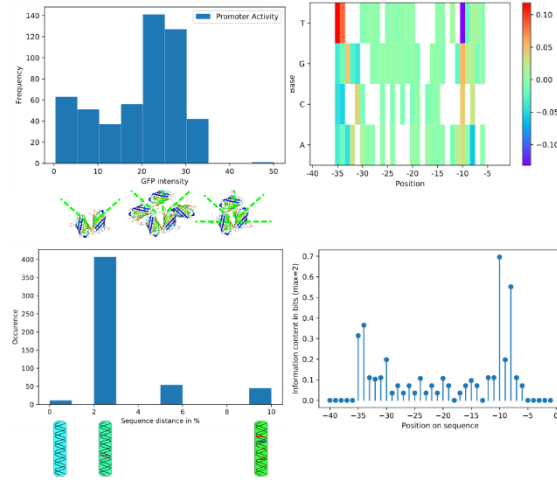 Promoter Activity
Frequency
140
120
100
80
60
40
20
0
0 10 20 30 40 50
GFP intensity
Base
T
G
C
A
-40 -35 -30 -25 -20 -15 -10 -5
Position
0.10
0.05
0.00
-0.05
-0.10
Occurence
400
350
300
250
200
150
100
50
0
0 2 4 6 8 10
Sequence distance in %
Information content in bits (max=2)
0.7
0.6
0.5
0.4
0.3
0.2
0.1
0.0
−40 −35 −30 −25 −20 −15 −10 −5 0
Position on sequence